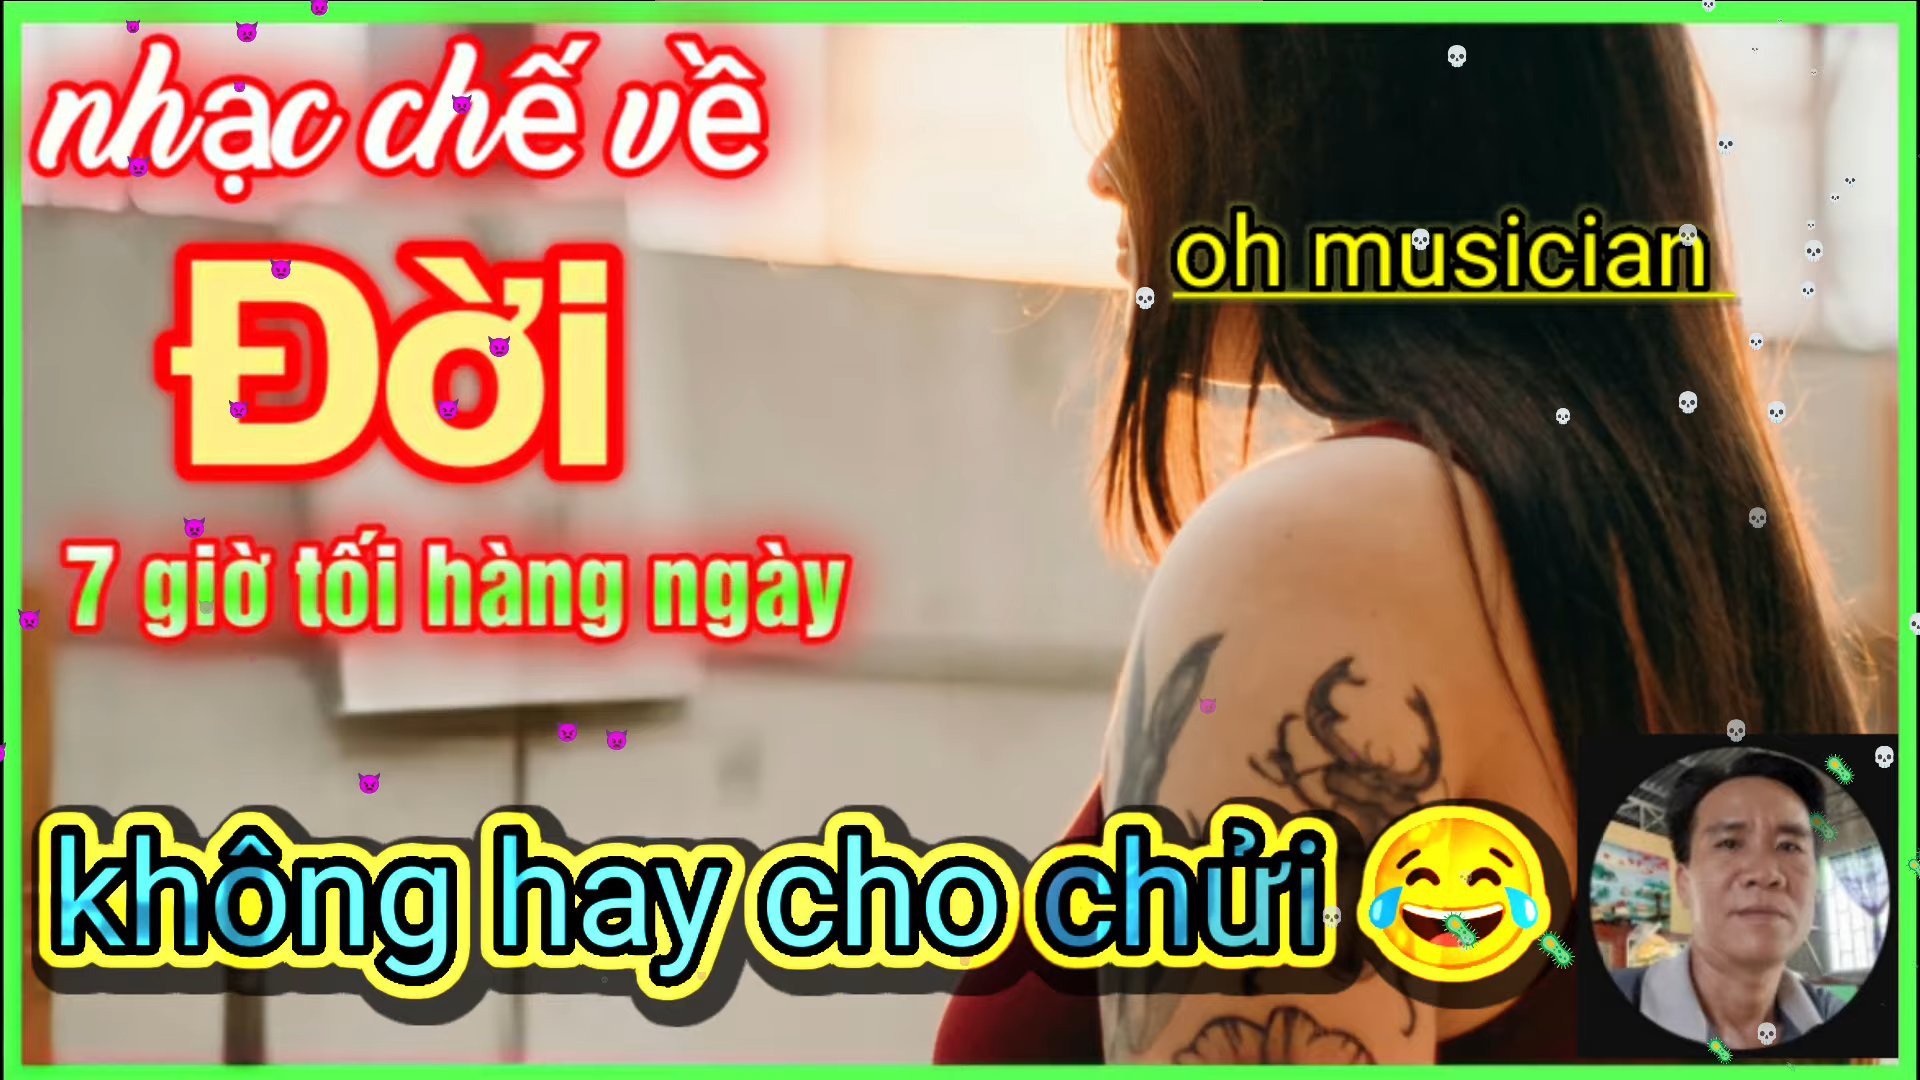 nhạc chế về
Đời
oh musician
7 giờ tối hàng ngày
không hay cho chửi 😂